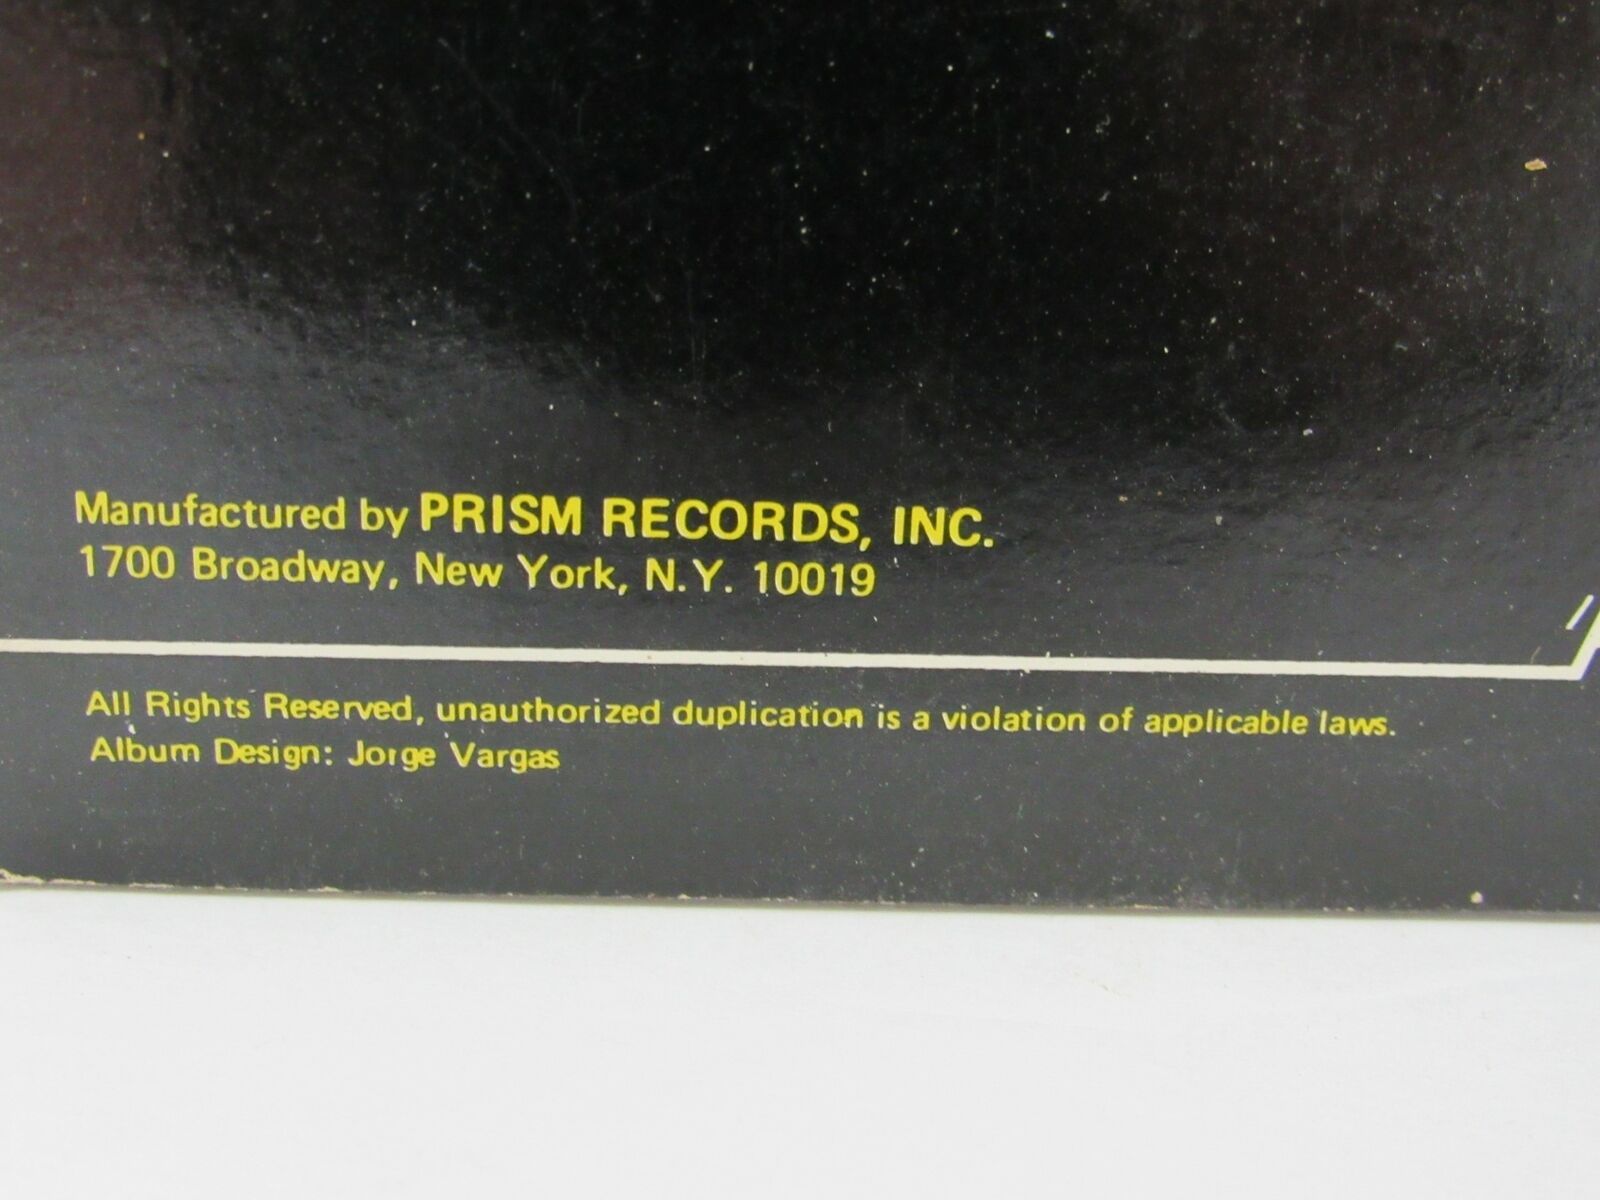 Manufactured by PRISM RECORDS, INC.
1700 Broadway, New York, N.Y. 10019
All Rights Reserved, unauthorized duplication is a violation of applicable laws.
Album Design: Jorge Vargas